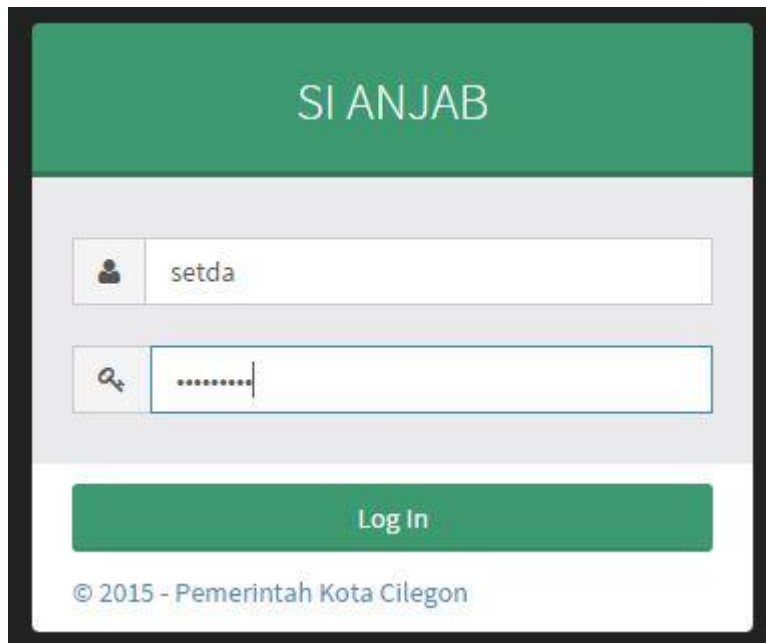 SI ANJAB
setda
•••••••••
Log In
© 2015 - Pemerintah Kota Cilegon